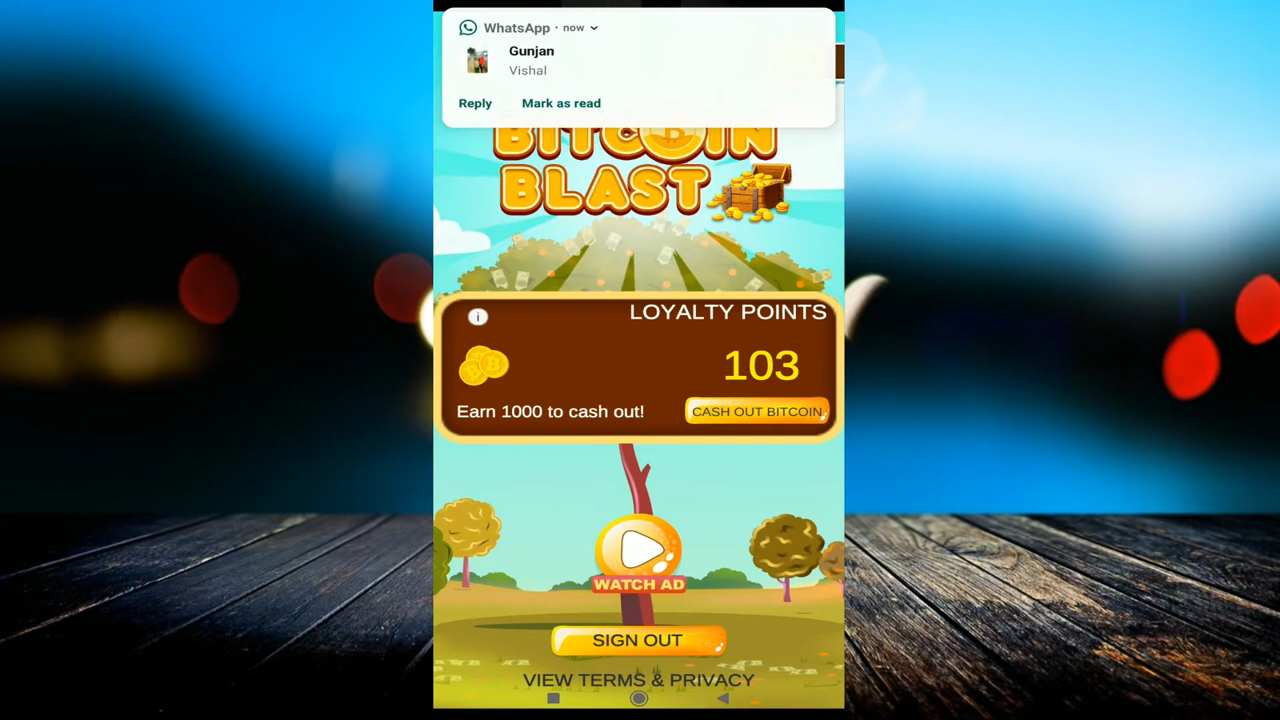 WhatsApp · now
Gunjan
Vishal
Reply Mark as read
BITCOIN
BLAST
i
LOYALTY POINTS
103
Earn 1000 to cash out!
CASH OUT BITCOIN
WATCH AD
SIGN OUT
VIEW TERMS & PRIVACY